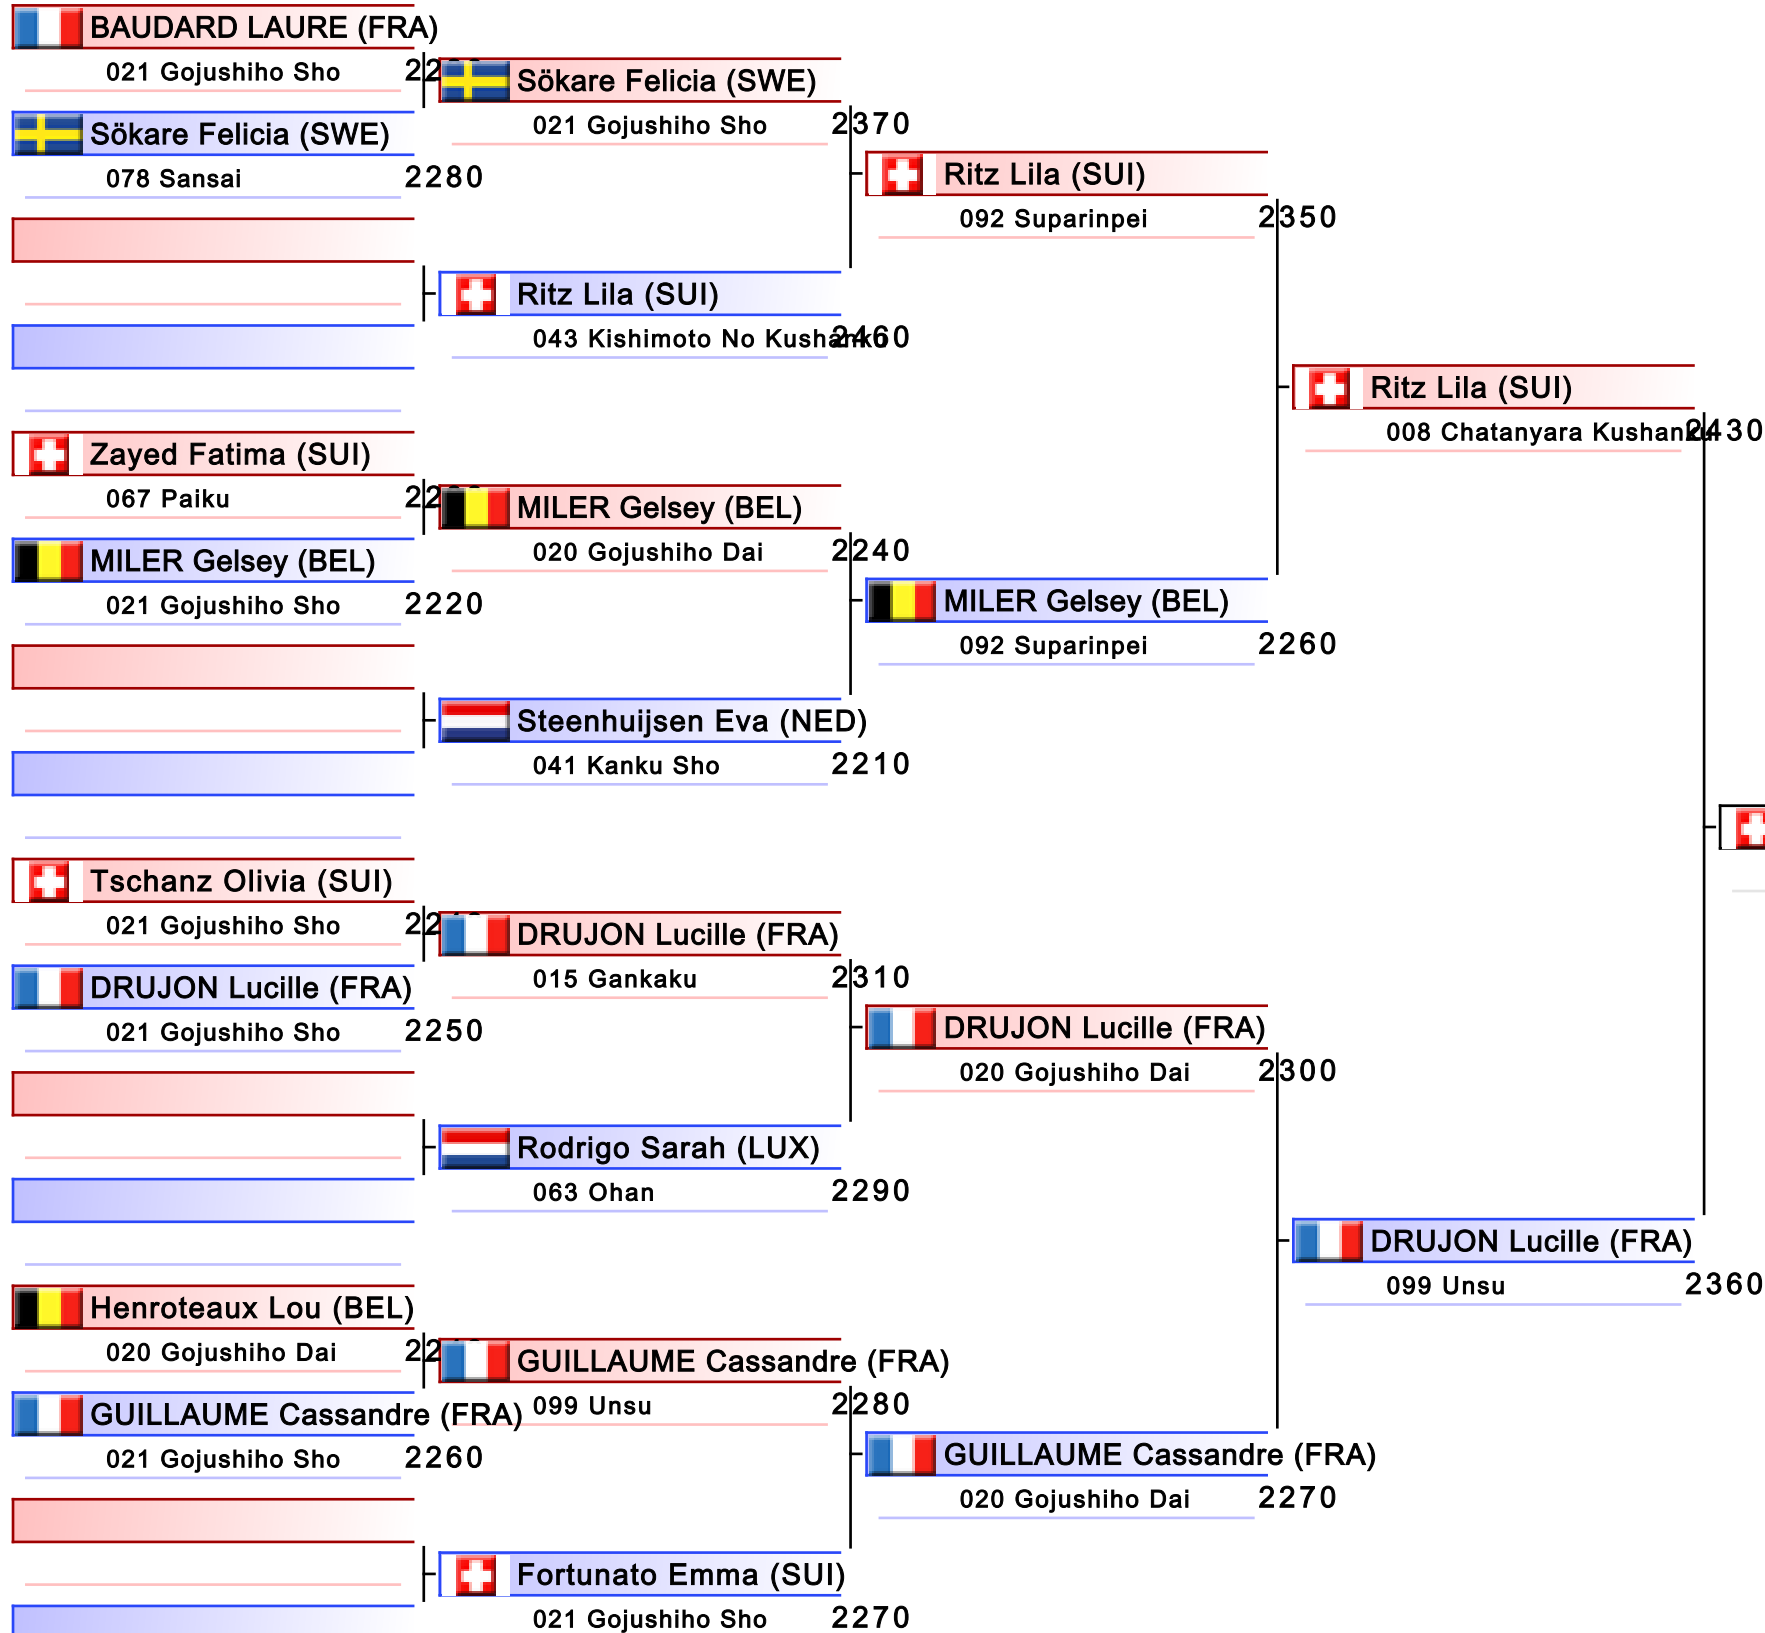 BAUDARD LAURE (FRA)
021 Gojushiho Sho
Sökare Felicia (SWE)
078 Sansai 2280
Zayed Fatima (SUI)
067 Paiku
MILER Gelsey (BEL)
021 Gojushiho Sho 2220
Tschanz Olivia (SUI)
021 Gojushiho Sho
DRUJON Lucille (FRA)
021 Gojushiho Sho 2250
Henroteaux Lou (BEL)
020 Gojushiho Dai
GUILLAUME Cassandre (FRA)
021 Gojushiho Sho 2260
Sökare Felicia (SWE)
021 Gojushiho Sho 2370
Ritz Lila (SUI)
043 Kishimoto No Kushanku 2460
MILER Gelsey (BEL)
020 Gojushiho Dai 2240
Steenhuijsen Eva (NED)
041 Kanku Sho 2210
DRUJON Lucille (FRA)
015 Gankaku 2310
Rodrigo Sarah (LUX)
063 Ohan 2290
GUILLAUME Cassandre (FRA)
099 Unsu 2280
Fortunato Emma (SUI)
021 Gojushiho Sho 2270
Ritz Lila (SUI)
092 Suparinpei 2350
MILER Gelsey (BEL)
092 Suparinpei 2260
DRUJON Lucille (FRA)
020 Gojushiho Dai 2300
GUILLAUME Cassandre (FRA)
020 Gojushiho Dai 2270
Ritz Lila (SUI)
008 Chatanyara Kushanku 2430
DRUJON Lucille (FRA)
099 Unsu 2360